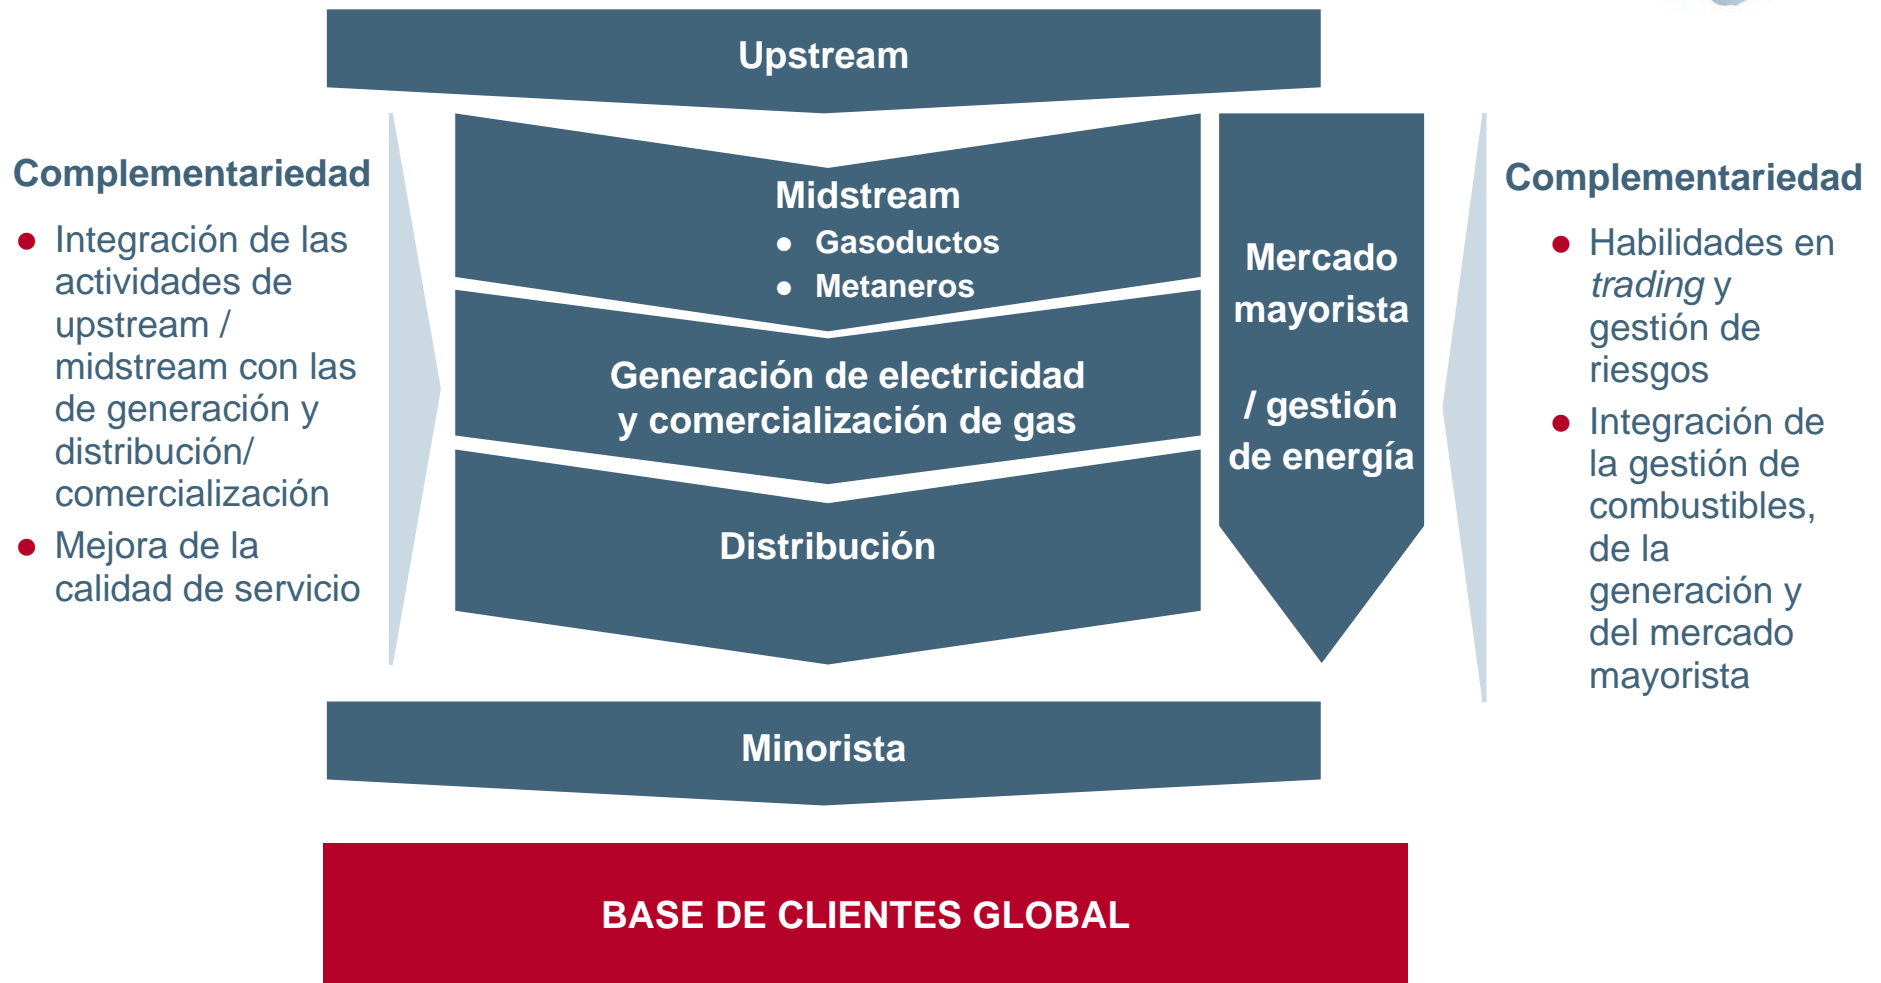 Upstream
Complementariedad
● Integración de las
actividades de
upstream /
midstream con las
de generación y
distribución/
comercialización
● Mejora de la
calidad de servicio
Midstream
● Gasoductos
● Metaneros
Generación de electricidad
y comercialización de gas
Distribución
Mercado
mayorista
/ gestión
de energía
Complementariedad
● Habilidades en
trading y
gestión de
riesgos
● Integración de
la gestión de
combustibles,
de la
generación y
del mercado
mayorista
Minorista
BASE DE CLIENTES GLOBAL